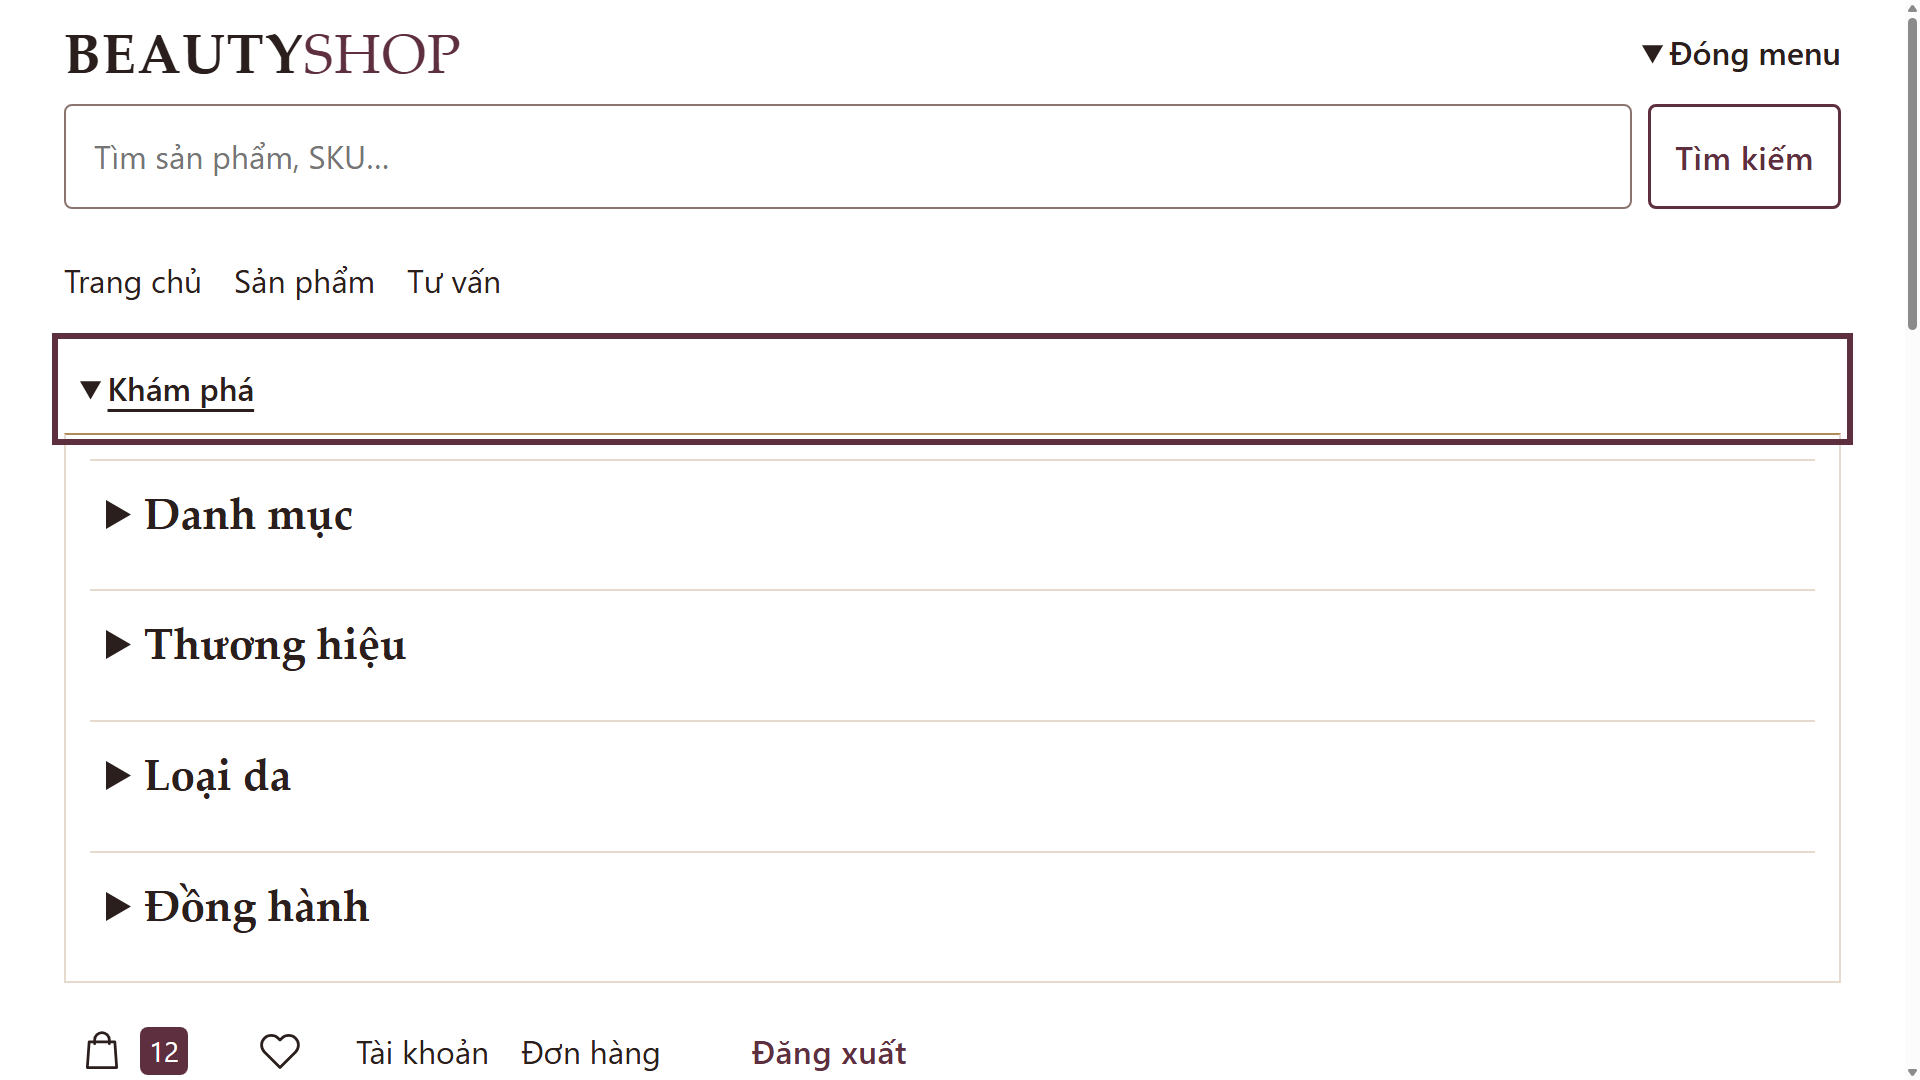 BEAUTYSHOP
Đóng menu
Tìm sản phẩm, SKU...
Tìm kiếm
Trang chủ Sản phẩm Tư vấn
Khám phá
Danh mục
Thương hiệu
Loại da
Đồng hành
12 Tài khoản Đơn hàng Đăng xuất